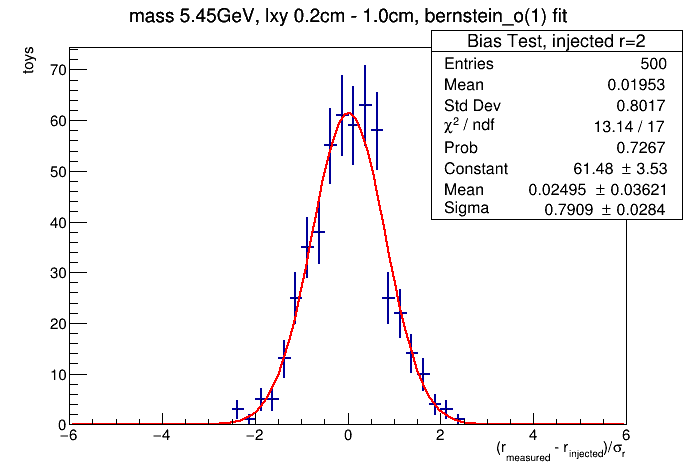 mass 5.45GeV, lxy 0.2cm - 1.0cm, bernstein_o(1) fit
toys
Bias Test, injected r=2
Entries 500
Mean 0.01953
Std Dev 0.8017
χ² / ndf 13.14 / 17
Prob 0.7267
Constant 61.48 ± 3.53
Mean 0.02495 ± 0.03621
Sigma 0.7909 ± 0.0284
70
60
50
40
30
20
10
0
−6 −4 −2 0 2 4 6
(r_measured - r_injected)/σ_r